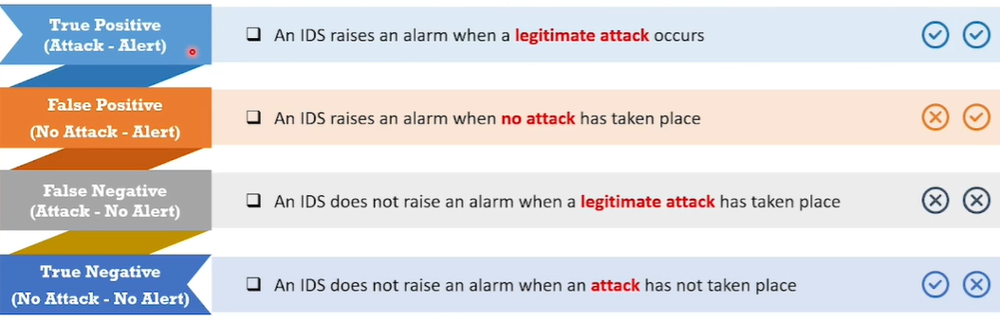 True Positive
(Attack - Alert)
An IDS raises an alarm when a legitimate attack occurs
False Positive
(No Attack - Alert)
An IDS raises an alarm when no attack has taken place
False Negative
(Attack - No Alert)
An IDS does not raise an alarm when a legitimate attack has taken place
True Negative
(No Attack - No Alert)
An IDS does not raise an alarm when an attack has not taken place